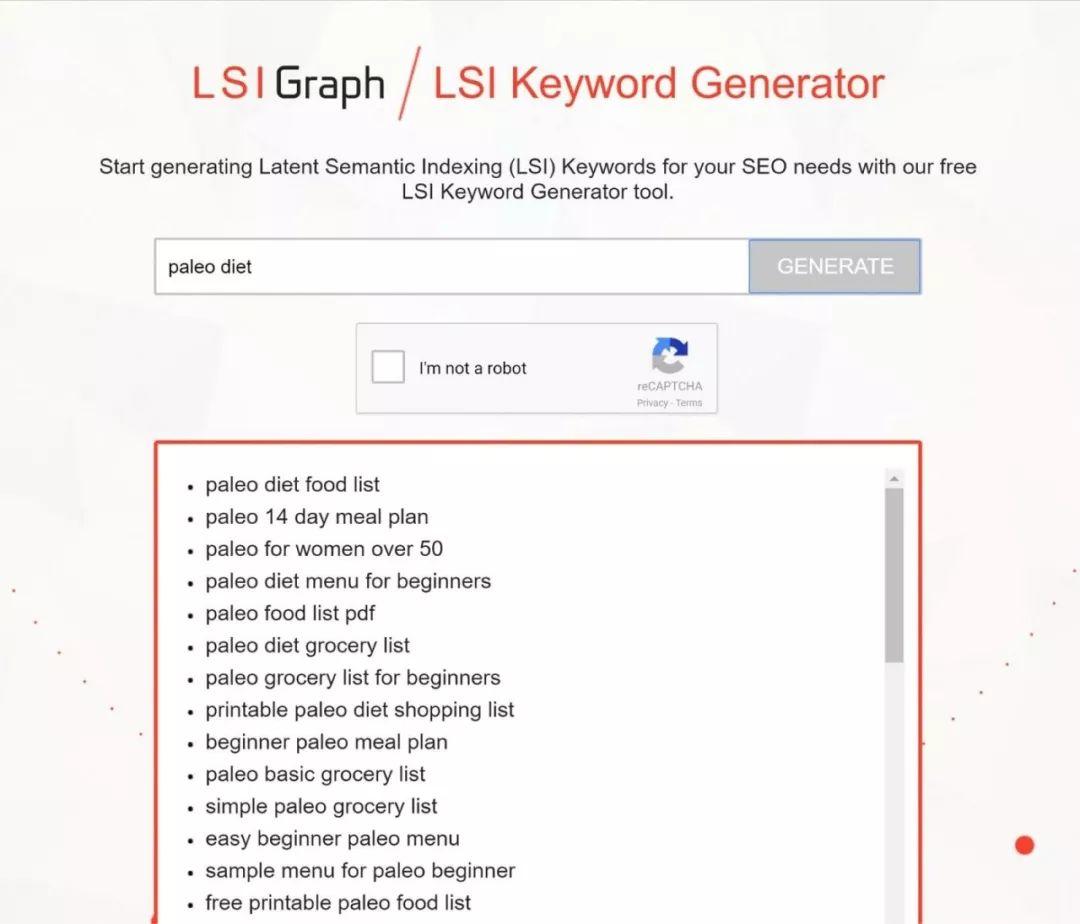 LSIGraph / LSI Keyword Generator
Start generating Latent Semantic Indexing (LSI) Keywords for your SEO needs with our free
LSI Keyword Generator tool.
paleo diet GENERATE
I'm not a robot
reCAPTCHA
Privacy - Terms
• paleo diet food list
• paleo 14 day meal plan
• paleo for women over 50
• paleo diet menu for beginners
• paleo food list pdf
• paleo diet grocery list
• paleo grocery list for beginners
• printable paleo diet shopping list
• beginner paleo meal plan
• paleo basic grocery list
• simple paleo grocery list
• easy beginner paleo menu
• sample menu for paleo beginner
• free printable paleo food list